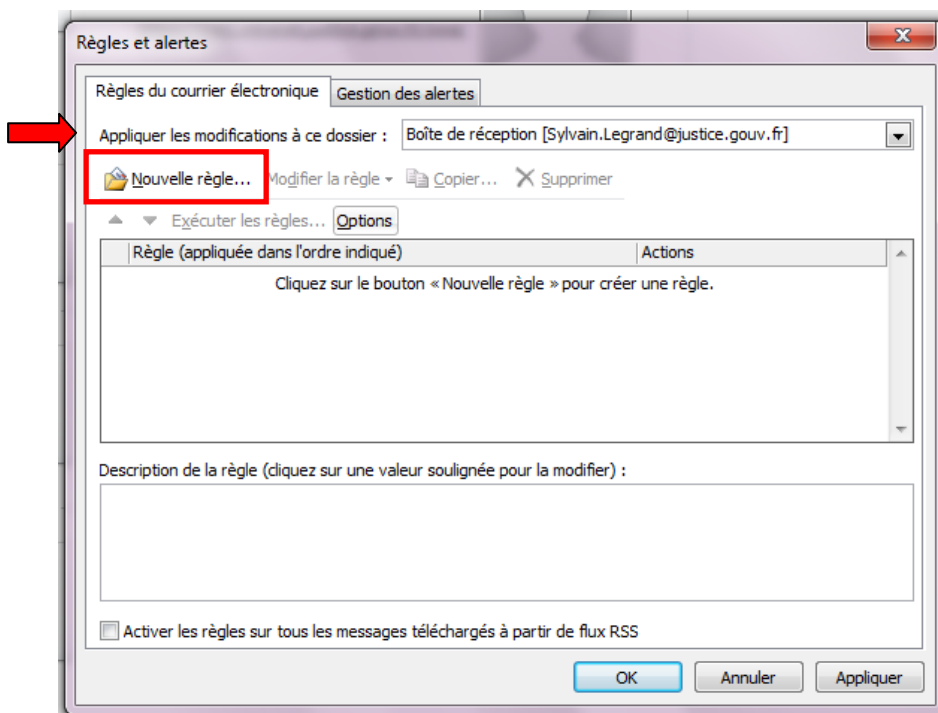 Règles et alertes
Règles du courrier électronique Gestion des alertes
Appliquer les modifications à ce dossier : Boîte de réception [Sylvain.Legrand@justice.gouv.fr]
Nouvelle règle... Modifier la règle Copier... Supprimer
Exécuter les règles... Options
Règle (appliquée dans l'ordre indiqué) Actions
Cliquez sur le bouton « Nouvelle règle » pour créer une règle.
Description de la règle (cliquez sur une valeur soulignée pour la modifier) :
Activer les règles sur tous les messages téléchargés à partir de flux RSS
OK Annuler Appliquer